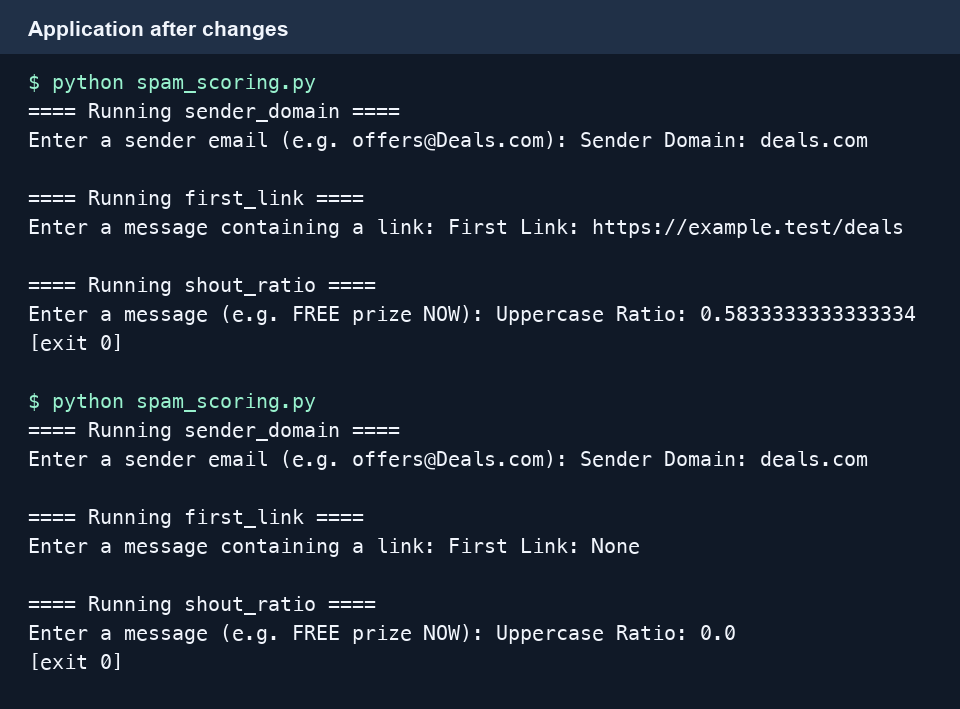 Application after changes
$ python spam_scoring.py
==== Running sender_domain ====
Enter a sender email (e.g. offers@Deals.com): Sender Domain: deals.com
==== Running first_link ====
Enter a message containing a link: First Link: https://example.test/deals
==== Running shout_ratio ====
Enter a message (e.g. FREE prize NOW): Uppercase Ratio: 0.5833333333333334
[exit 0]
$ python spam_scoring.py
==== Running sender_domain ====
Enter a sender email (e.g. offers@Deals.com): Sender Domain: deals.com
==== Running first_link ====
Enter a message containing a link: First Link: None
==== Running shout_ratio ====
Enter a message (e.g. FREE prize NOW): Uppercase Ratio: 0.0
[exit 0]